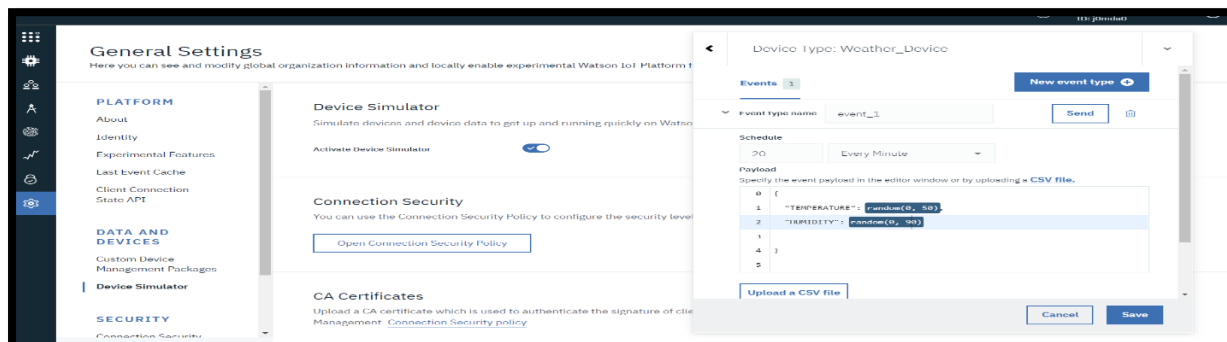 ID: j0mda0
General Settings
Here you can see and modify global organization information and locally enable experimental Watson IoT Platform f
PLATFORM
About
Identity
Experimental Features
Last Event Cache
Client Connection
State API
DATA AND
DEVICES
Custom Device
Management Packages
Device Simulator
SECURITY
Connection Security
Device Simulator
Simulate devices and device data to get up and running quickly on Watso
Activate Device Simulator
Connection Security
You can use the Connection Security Policy to configure the security level
Open Connection Security Policy
CA Certificates
Upload a CA certificate which is used to authenticate the signature of clie
Management Connection Security policy
Device Type: Weather_Device
Events 1
New event type
Event type name event_1 Send
Schedule
20 Every Minute
Payload
Specify the event payload in the editor window or by uploading a CSV file.
0 {
1 "TEMPERATURE": random(0, 50),
2 "HUMIDITY": random(0, 90)
3
4 }
5
Upload a CSV file
Cancel Save